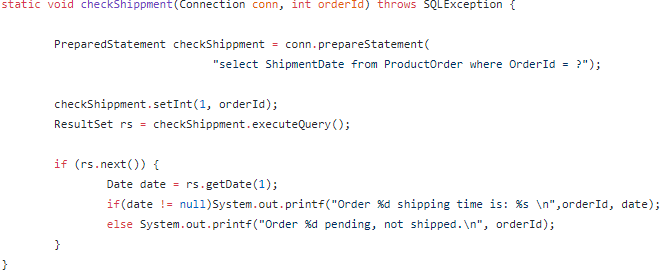 static void checkShippment(Connection conn, int orderId) throws SQLException {
PreparedStatement checkShippment = conn.prepareStatement(
"select ShipmentDate from ProductOrder where OrderId = ?");
checkShippment.setInt(1, orderId);
ResultSet rs = checkShippment.executeQuery();
if (rs.next()) {
Date date = rs.getDate(1);
if(date != null)System.out.printf("Order %d shipping time is: %s \n",orderId, date);
else System.out.printf("Order %d pending, not shipped.\n", orderId);
}
}